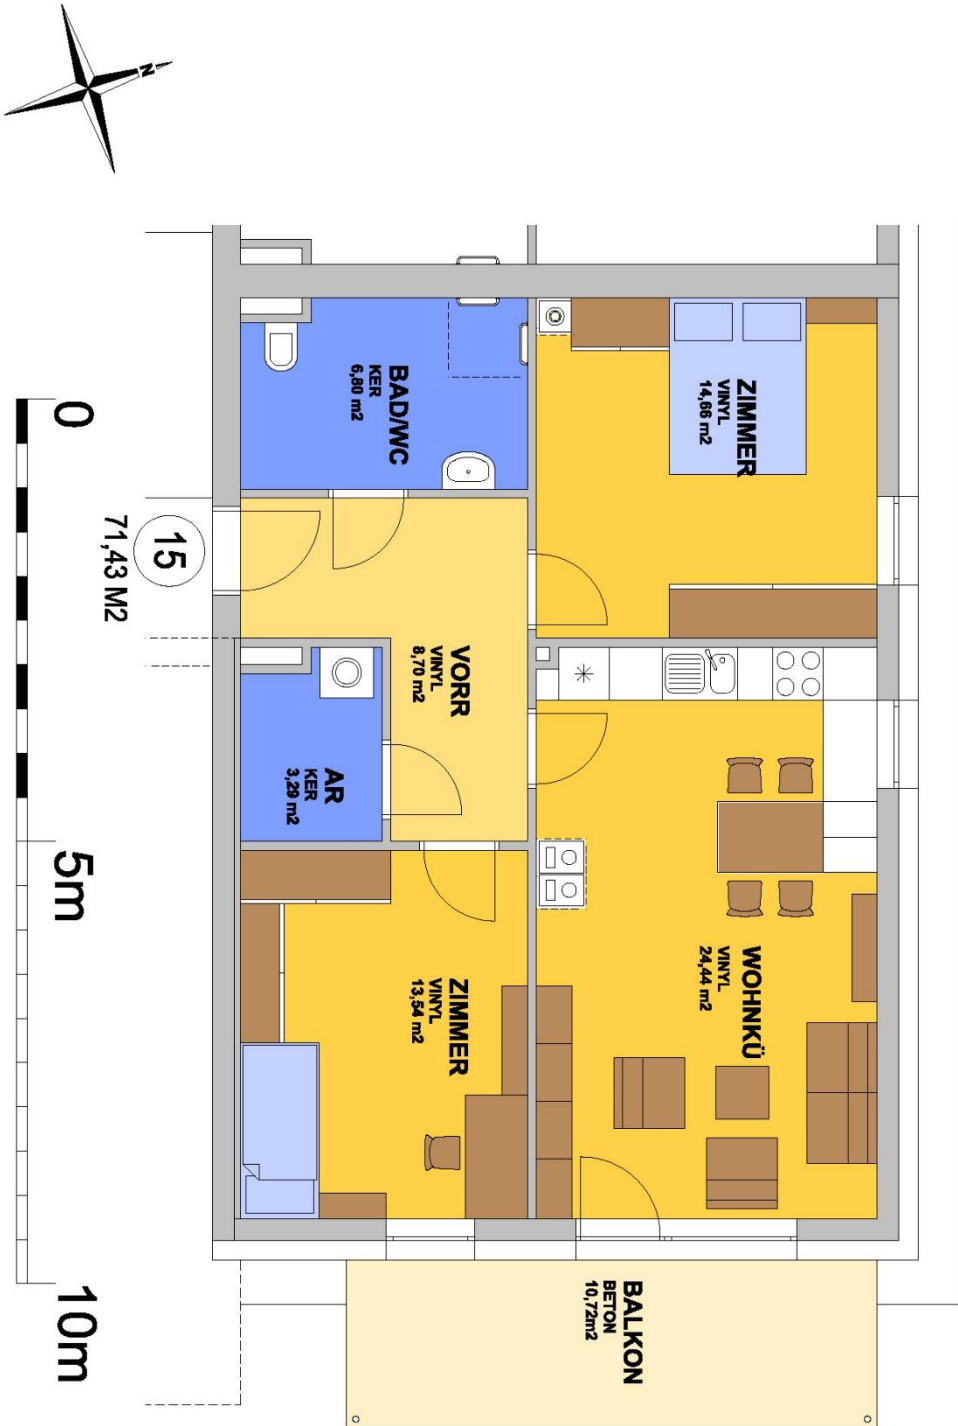 N
BAD/WC
KER
6,80 m2
ZIMMER
VINYL
14,66 m2
15
71,43 M2
VORR
VINYL
8,70 m2
AR
KER
3,29 m2
ZIMMER
VINYL
13,54 m2
WOHNKÜ
VINYL
24,44 m2
BALKON
BETON
10,72m2
0
5m
10m